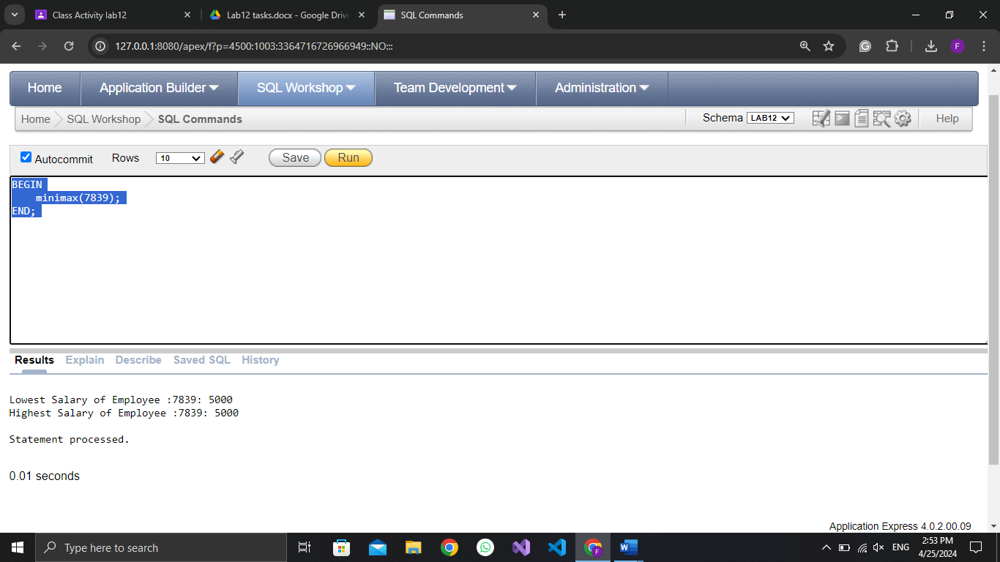 Class Activity lab12
Lab12 tasks.docx - Google Drive
SQL Commands
127.0.0.1:8080/apex/f?p=4500:1003:3364716726966949::NO:::
F
Home
Application Builder
SQL Workshop
Team Development
Administration
Home
SQL Workshop
SQL Commands
Schema
LAB12
Help
Autocommit
Rows
10
Save
Run
BEGIN
minimax(7839);
END;
Results
Explain
Describe
Saved SQL
History
Lowest Salary of Employee :7839: 5000
Highest Salary of Employee :7839: 5000
Statement processed.
0.01 seconds
Application Express 4.0.2.00.09
Type here to search
F
W
ENG
2:53 PM
4/25/2024